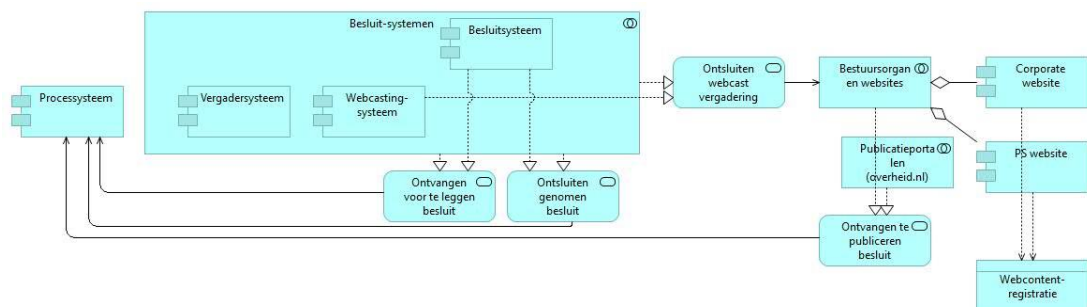 Besluit-systemen
Besluitsysteem
Processysteem
Vergadersysteem
Webcasting-
systeem
Ontsluiten
webcast
vergadering
Bestuursorgan
en websites
Corporate
website
Publicatieporta
len
(overheid.nl)
PS website
Ontvangen
voor te leggen
besluit
Ontsluiten
genomen
besluit
Ontvangen te
publiceren
besluit
Webcontent-
registratie